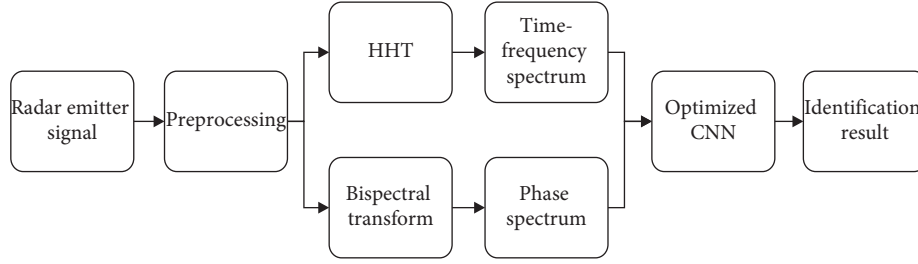 Radar emitter
signal
Preprocessing
HHT
Time-
frequency
spectrum
Bispectral
transform
Phase
spectrum
Optimized
CNN
Identification
result